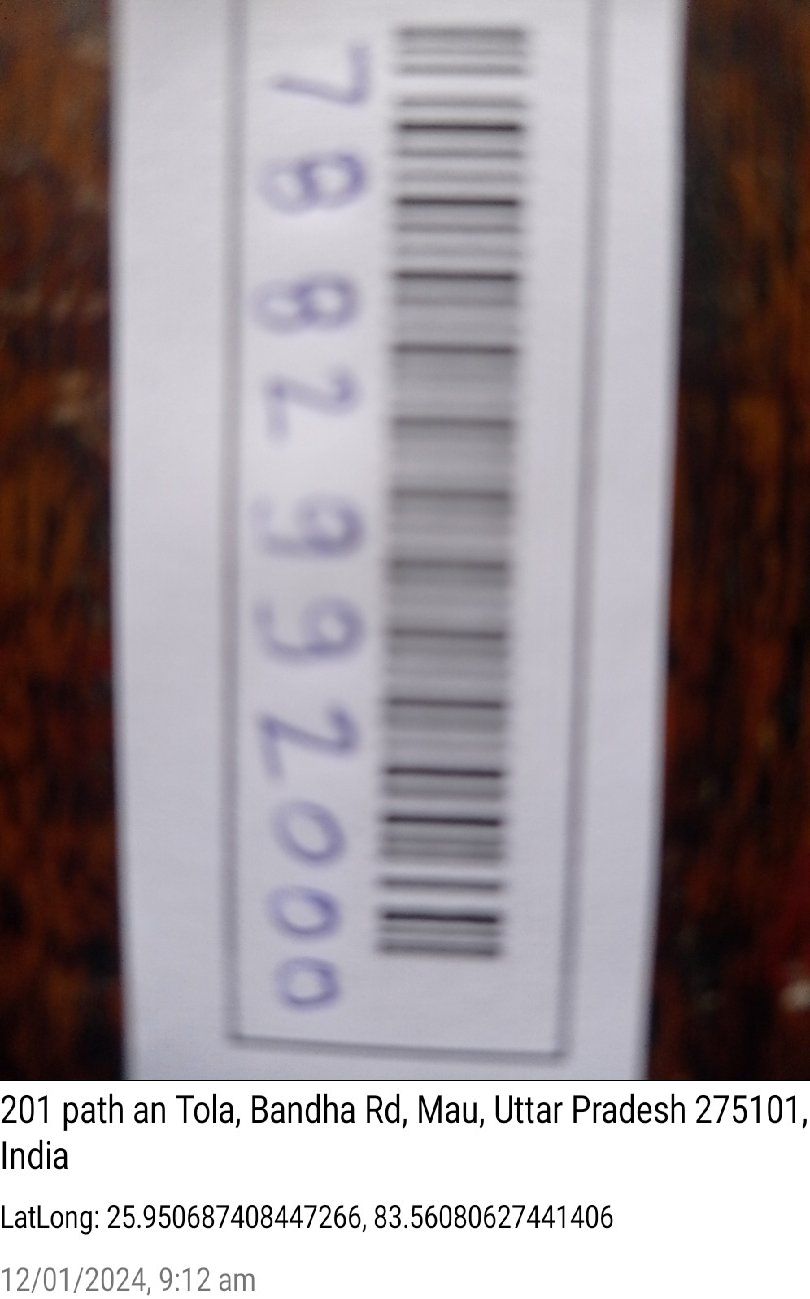 7882992000
201 path an Tola, Bandha Rd, Mau, Uttar Pradesh 275101,
India
LatLong: 25.950687408447266, 83.56080627441406
12/01/2024, 9:12 am